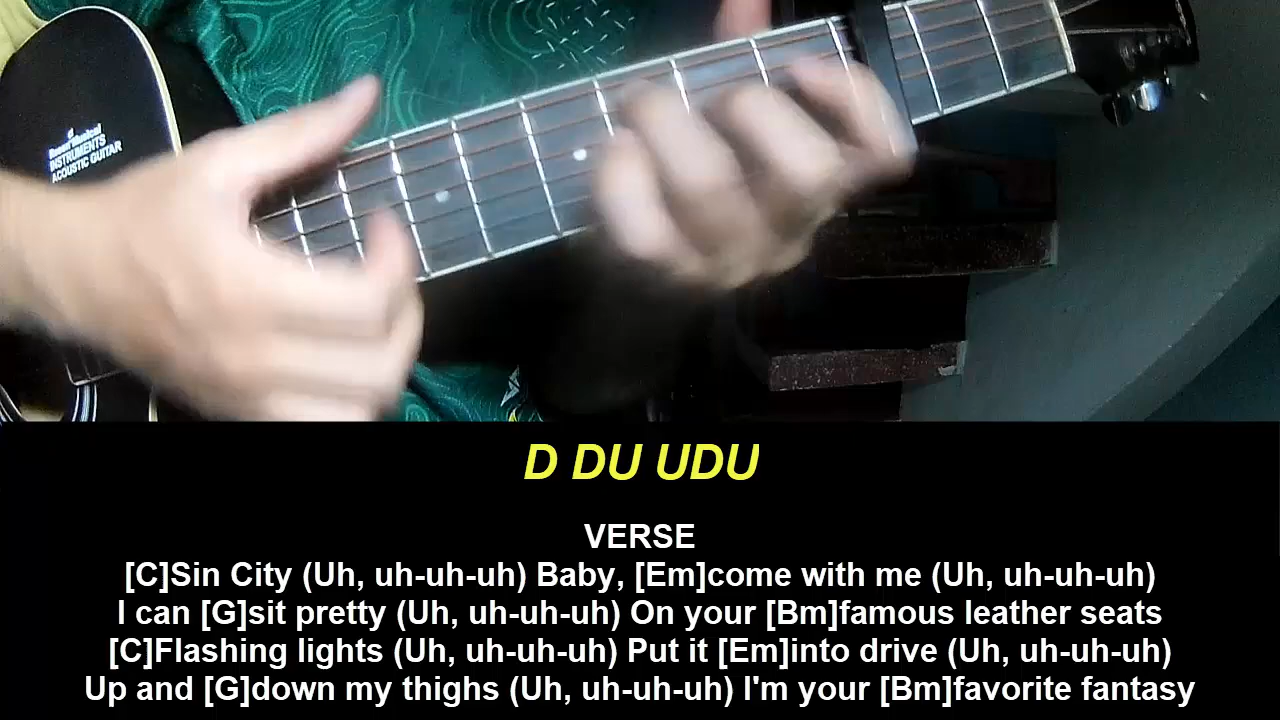 INSTRUMENTS
ACOUSTIC GUITAR
D DU UDU
VERSE
[C]Sin City (Uh, uh-uh-uh) Baby, [Em]come with me (Uh, uh-uh-uh)
I can [G]sit pretty (Uh, uh-uh-uh) On your [Bm]famous leather seats
[C]Flashing lights (Uh, uh-uh-uh) Put it [Em]into drive (Uh, uh-uh-uh)
Up and [G]down my thighs (Uh, uh-uh-uh) I'm your [Bm]favorite fantasy